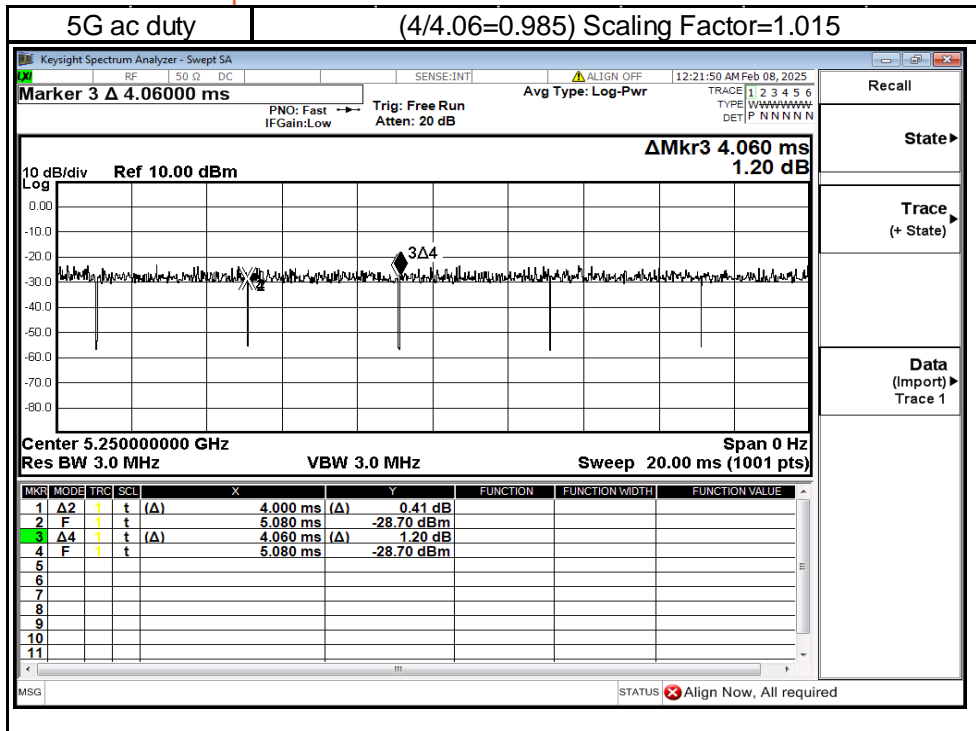 5G ac duty (4/4.06=0.985) Scaling Factor=1.015
Keysight Spectrum Analyzer - Swept SA
LXI RF 50 Ω DC SENSE:INT ALIGN OFF 12:21:50 AM Feb 08, 2025
Marker 3 Δ 4.06000 ms
PNO: Fast Trig: Free Run Avg Type: Log-Pwr TRACE 1 2 3 4 5 6
IFGain:Low Atten: 20 dB TYPE WWWWWW
DET P N N N N N
Recall
State
Trace
(+ State)
Data
(Import)
Trace 1
ΔMkr3 4.060 ms
1.20 dB
10 dB/div Ref 10.00 dBm
Log
0.00
-10.0
-20.0
-30.0
-40.0
-50.0
-60.0
-70.0
-80.0
3Δ4
Center 5.250000000 GHz Span 0 Hz
Res BW 3.0 MHz VBW 3.0 MHz Sweep 20.00 ms (1001 pts)
MKR MODE TRC SCL X Y FUNCTION FUNCTION WIDTH FUNCTION VALUE
1 Δ2 1 t (Δ) 4.000 ms (Δ) 0.41 dB
2 F 1 t 5.080 ms -28.70 dBm
3 Δ4 1 t (Δ) 4.060 ms (Δ) 1.20 dB
4 F 1 t 5.080 ms -28.70 dBm
5
6
7
8
9
10
11
MSG STATUS Align Now, All required